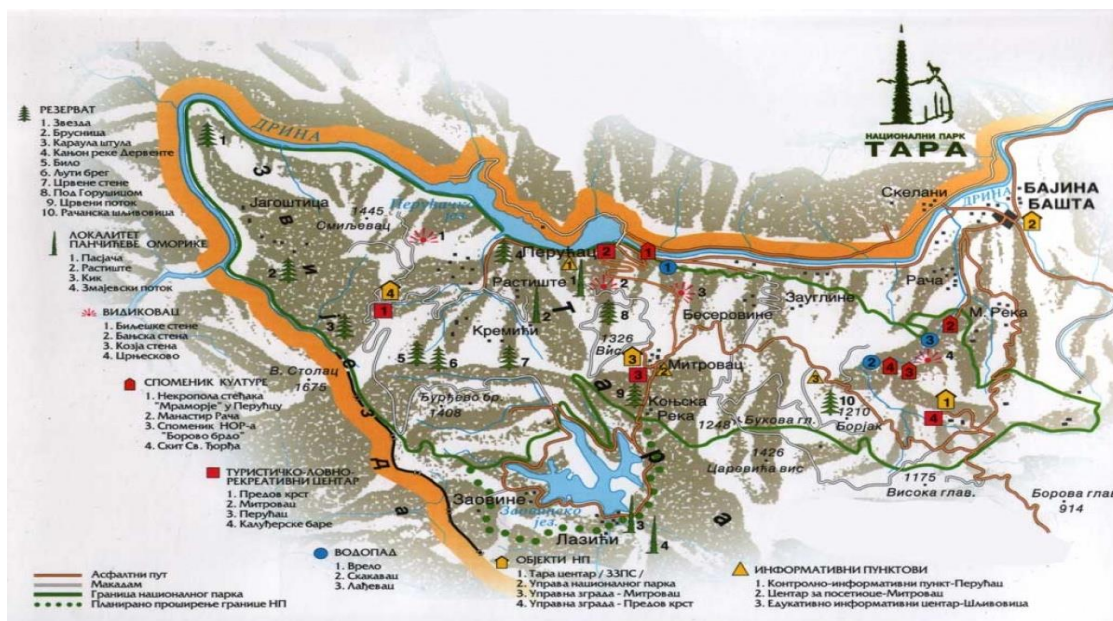 РЕЗЕРВАТ
1. Звезда
2. Брусница
3. Караула штула
4. Кањон реке Дервенте
5. Било
6. Љути брег
7. Црвене стене
8. Под Горушицом
9. Црвени поток
10. Рачанска шљивовица
ЛОКАЛИТЕТ
ПАНЧИЋЕВЕ ОМОРИКЕ
1. Пасјача
2. Растиште
3. Кик
4. Змајевски поток
ВИДИКОВАЦ
1. Биљешке стене
2. Бањска стена
3. Козја стена
4. Црњесково
СПОМЕНИК КУЛТУРЕ
1. Некропола стећака
"Мраморје" у Перућцу
2. Манастир Рача
3. Споменик НОР-а
"Борово брдо"
4. Скит Св. Ђорђа
ТУРИСТИЧКО-ЛОВНО-
РЕКРЕАТИВНИ ЦЕНТАР
1. Предов крст
2. Митровац
3. Перућац
4. Калуђерске баре
ВОДОПАД
1. Врело
2. Скакавац
3. Лађевац
ОБЈЕКТИ НП
1. Тара центар / ЗЗПС /
2. Управа националног парка
3. Управна зграда - Митровац
4. Управна зграда - Предов крст
ИНФОРМАТИВНИ ПУНКТОВИ
1. Контролно-информативни пункт-Перућац
2. Центар за посетиоце-Митровац
3. Едукативно информативни центар-Шљивовица
Асфалтни пут
Макадам
Граница националног парка
Планирано проширење границе НП
НАЦИОНАЛНИ ПАРК
ТАРА
ДРИНА
Звијезда
Тара
Јагоштица
1445
Смиљевац
Перућачко
јез.
Перућац
Растиште
Кремићи
В. Столац
1675
Бурђево бр.
1408
1326
Вис
Митровац
Коњска
Река
Бесеровине
Зауглине
Скелани
ДРИНА
БАЈИНА
БАШТА
Рача
М. Река
1210
Борјак
1248
Букова гл.
1426
Царевића вис
1175
Висока глав.
Борова глав
914
Заовине
Заовинско
јез.
Лазићи